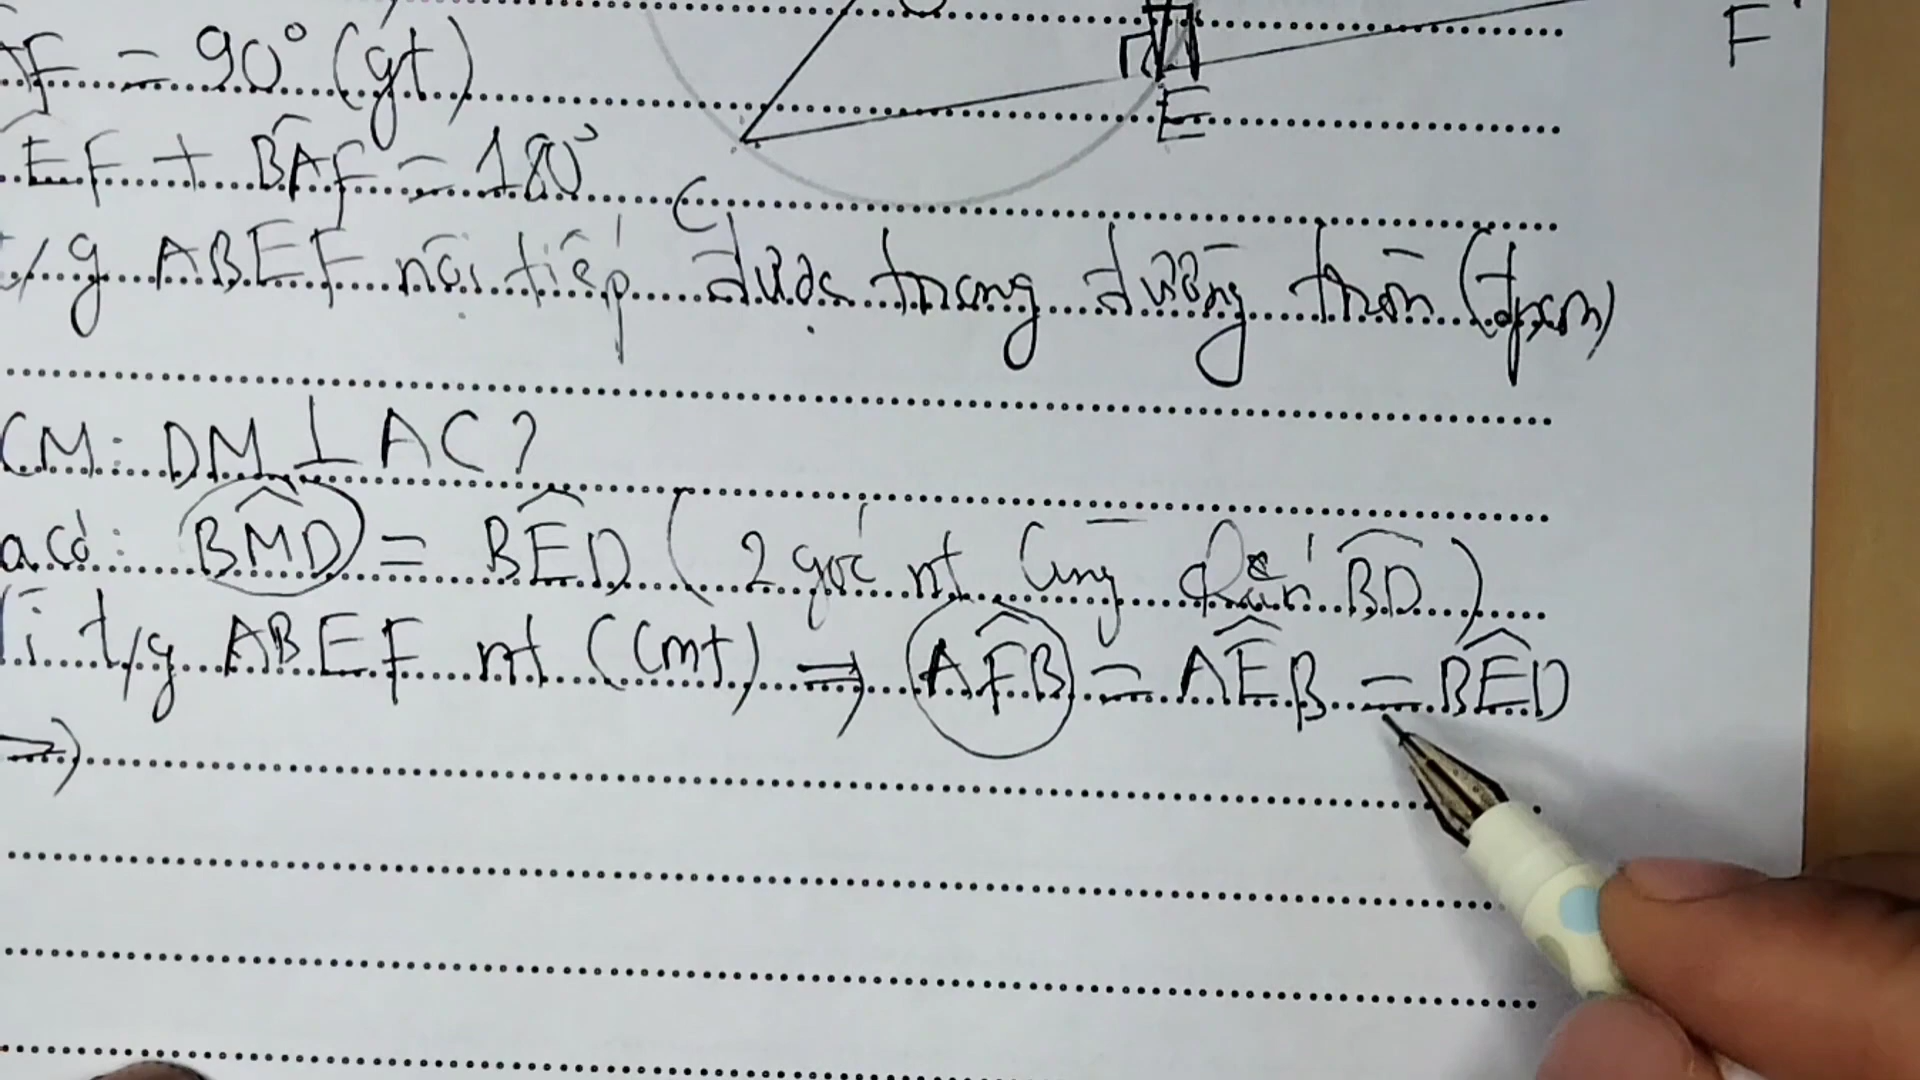 F
AF = 90° (gt)
E
EF + BAF = 180°
C
t/g ABEF nội tiếp được trong đường tròn (đpcm)
CM: DM ⊥ AC?
a có: BMD = BED ( 2 góc nt cùng chắn BD )
t/g ABEF nt (cmt) ⇒ AFB = AEB = BED
⇒